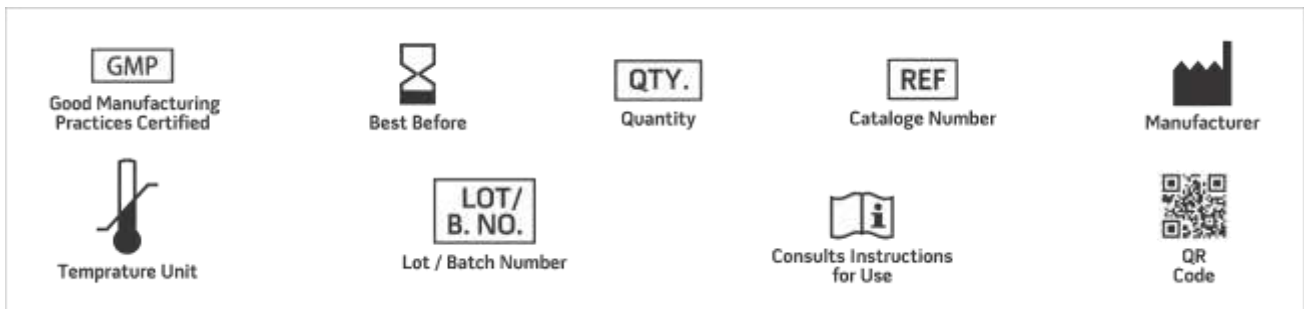 GMP
Good Manufacturing
Practices Certified
Best Before
QTY.
Quantity
REF
Cataloge Number
Manufacturer
Temprature Unit
LOT/
B. NO.
Lot / Batch Number
i
Consults Instructions
for Use
QR
Code